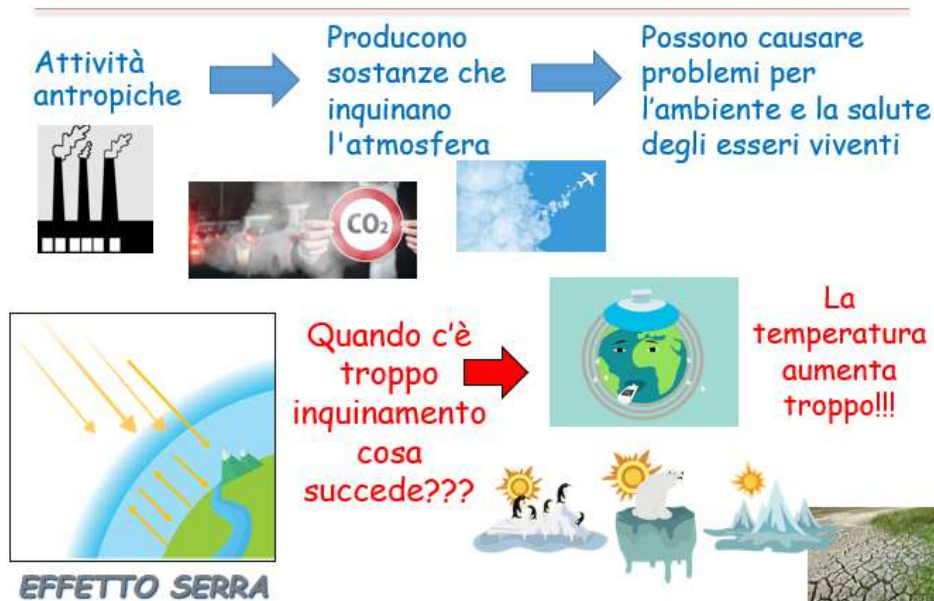 Attività
antropiche
Producono
sostanze che
inquinano
l'atmosfera
Possono causare
problemi per
l’ambiente e la salute
degli esseri viventi
CO₂
Quando c’è
troppo
inquinamento
cosa
succede???
La
temperatura
aumenta
troppo!!!
EFFETTO SERRA